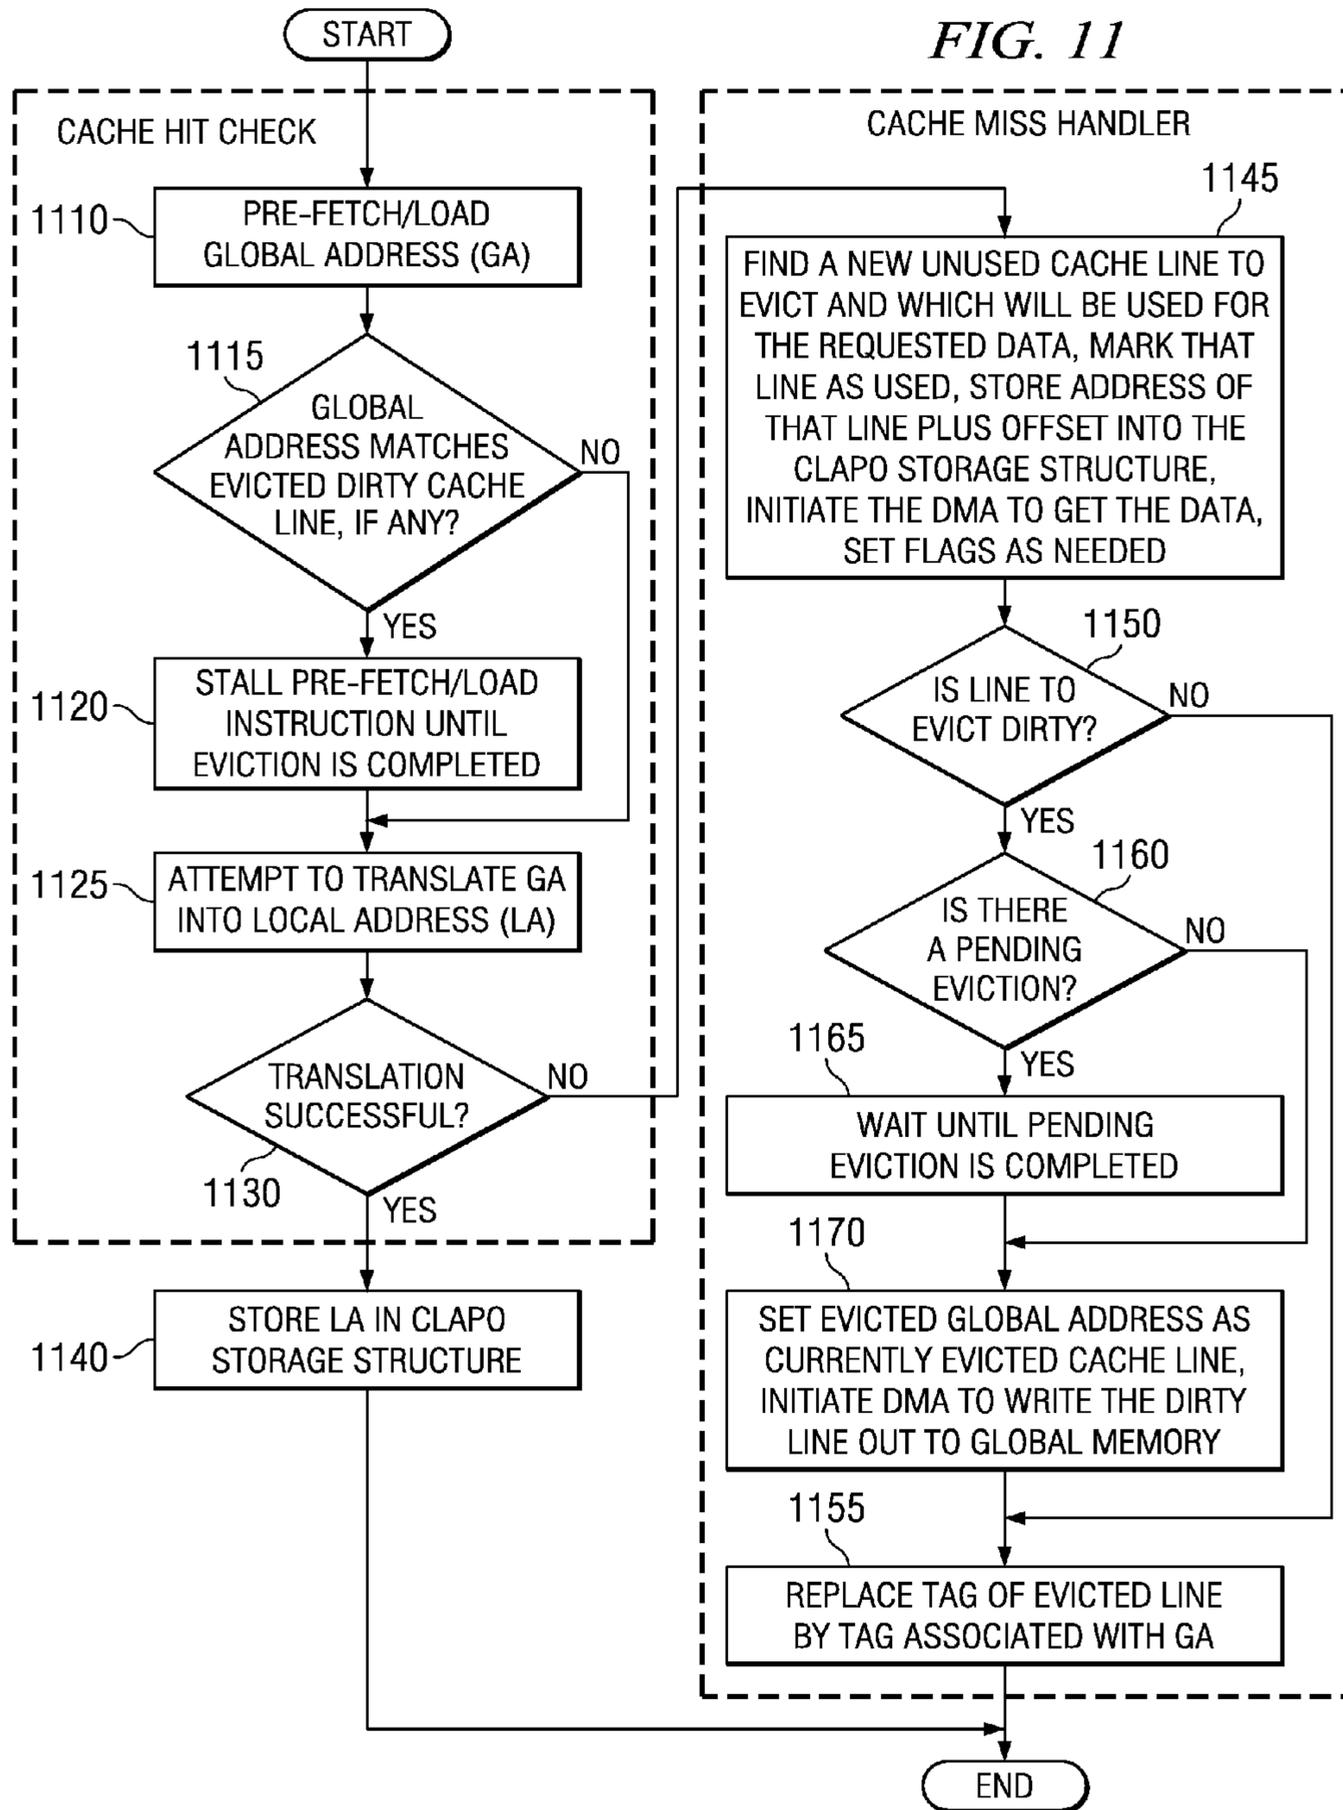 START
FIG. 11
CACHE HIT CHECK
1110
PRE-FETCH/LOAD
GLOBAL ADDRESS (GA)
1115
GLOBAL
ADDRESS MATCHES
EVICTED DIRTY CACHE
LINE, IF ANY?
NO
YES
1120
STALL PRE-FETCH/LOAD
INSTRUCTION UNTIL
EVICTION IS COMPLETED
1125
ATTEMPT TO TRANSLATE GA
INTO LOCAL ADDRESS (LA)
TRANSLATION
SUCCESSFUL?
NO
1130
YES
1140
STORE LA IN CLAPO
STORAGE STRUCTURE
CACHE MISS HANDLER
1145
FIND A NEW UNUSED CACHE LINE TO
EVICT AND WHICH WILL BE USED FOR
THE REQUESTED DATA, MARK THAT
LINE AS USED, STORE ADDRESS OF
THAT LINE PLUS OFFSET INTO THE
CLAPO STORAGE STRUCTURE,
INITIATE THE DMA TO GET THE DATA,
SET FLAGS AS NEEDED
1150
IS LINE TO
EVICT DIRTY?
NO
YES
1160
IS THERE
A PENDING
EVICTION?
NO
YES
1165
WAIT UNTIL PENDING
EVICTION IS COMPLETED
1170
SET EVICTED GLOBAL ADDRESS AS
CURRENTLY EVICTED CACHE LINE,
INITIATE DMA TO WRITE THE DIRTY
LINE OUT TO GLOBAL MEMORY
1155
REPLACE TAG OF EVICTED LINE
BY TAG ASSOCIATED WITH GA
END